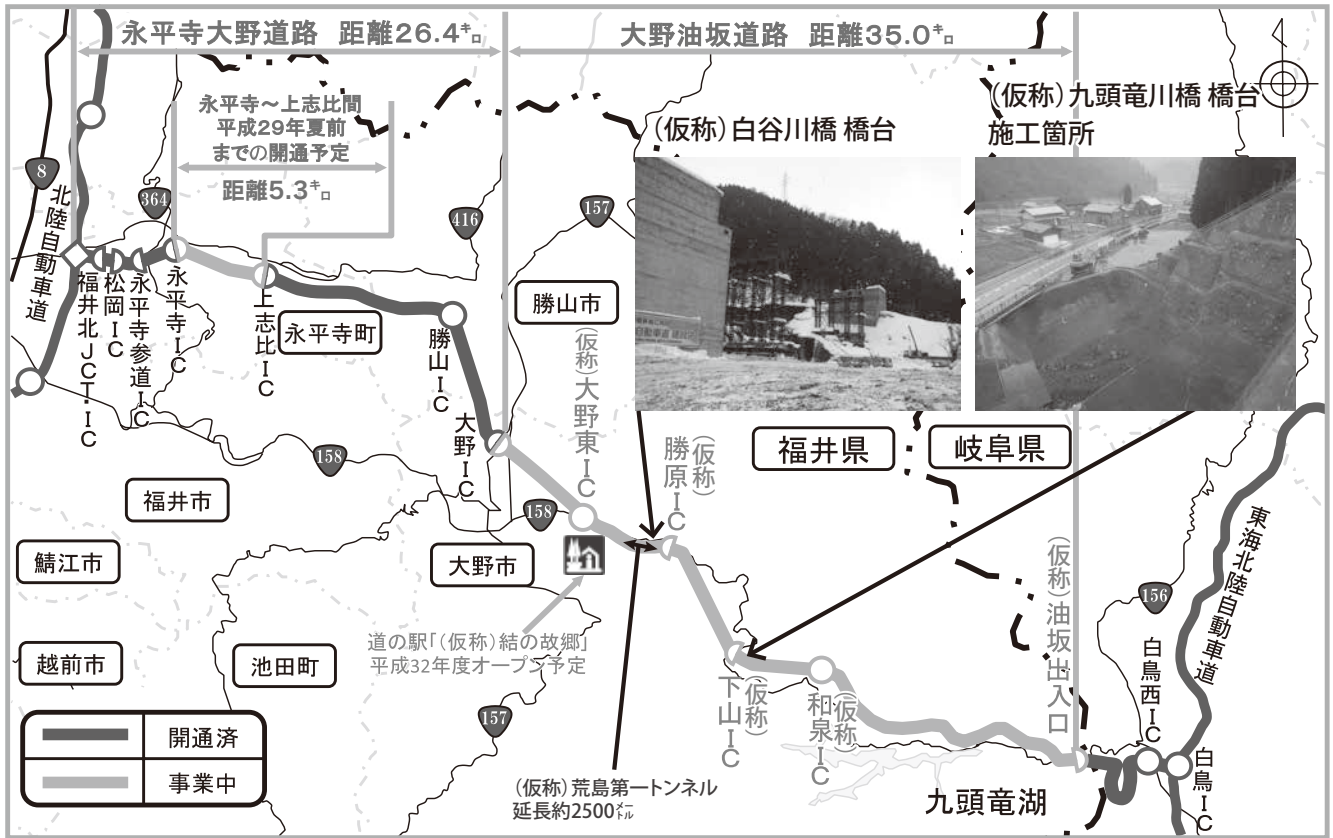 永平寺大野道路 距離26.4㌔
大野油坂道路 距離35.0㌔
永平寺～上志比間
平成29年夏前
までの開通予定
距離5.3㌔
(仮称)白谷川橋 橋台
(仮称)九頭竜川橋 橋台
施工箇所
8
北陸自動車道
364
416
157
福井北JCT・IC
松岡IC
永平寺参道IC
永平寺IC
上志比IC
永平寺町
勝山IC
大野IC
勝山市
(仮称)大野東IC
(仮称)
勝原IC
福井県
岐阜県
158
158
福井市
鯖江市
大野市
越前市
池田町
道の駅「(仮称)結の故郷」
平成32年度オープン予定
157
(仮称)
下山IC
(仮称)
和泉IC
(仮称)油坂出入口
156
白鳥西IC
白鳥IC
東海北陸自動車道
九頭竜湖
(仮称)荒島第一トンネル
延長約2500㍍
開通済
事業中